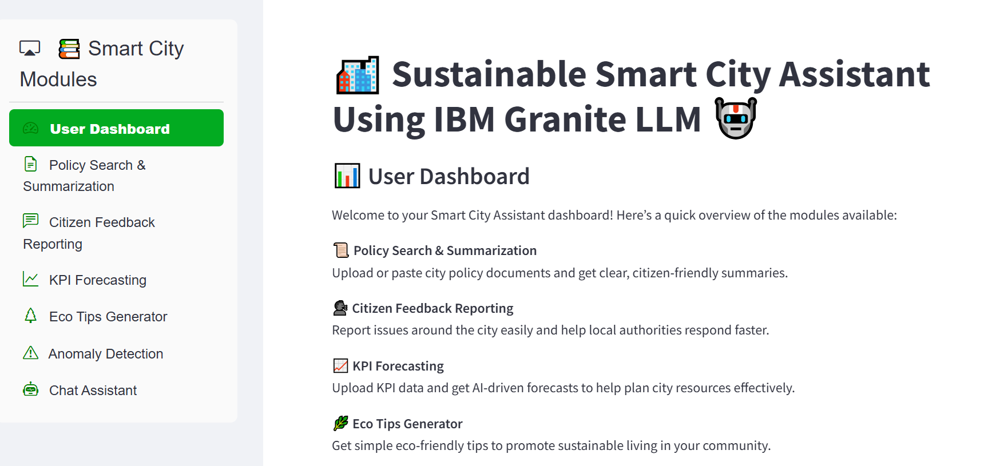 Smart City
Modules
User Dashboard
Policy Search &
Summarization
Citizen Feedback
Reporting
KPI Forecasting
Eco Tips Generator
Anomaly Detection
Chat Assistant
Sustainable Smart City Assistant
Using IBM Granite LLM
User Dashboard
Welcome to your Smart City Assistant dashboard! Here’s a quick overview of the modules available:
Policy Search & Summarization
Upload or paste city policy documents and get clear, citizen-friendly summaries.
Citizen Feedback Reporting
Report issues around the city easily and help local authorities respond faster.
KPI Forecasting
Upload KPI data and get AI-driven forecasts to help plan city resources effectively.
Eco Tips Generator
Get simple eco-friendly tips to promote sustainable living in your community.